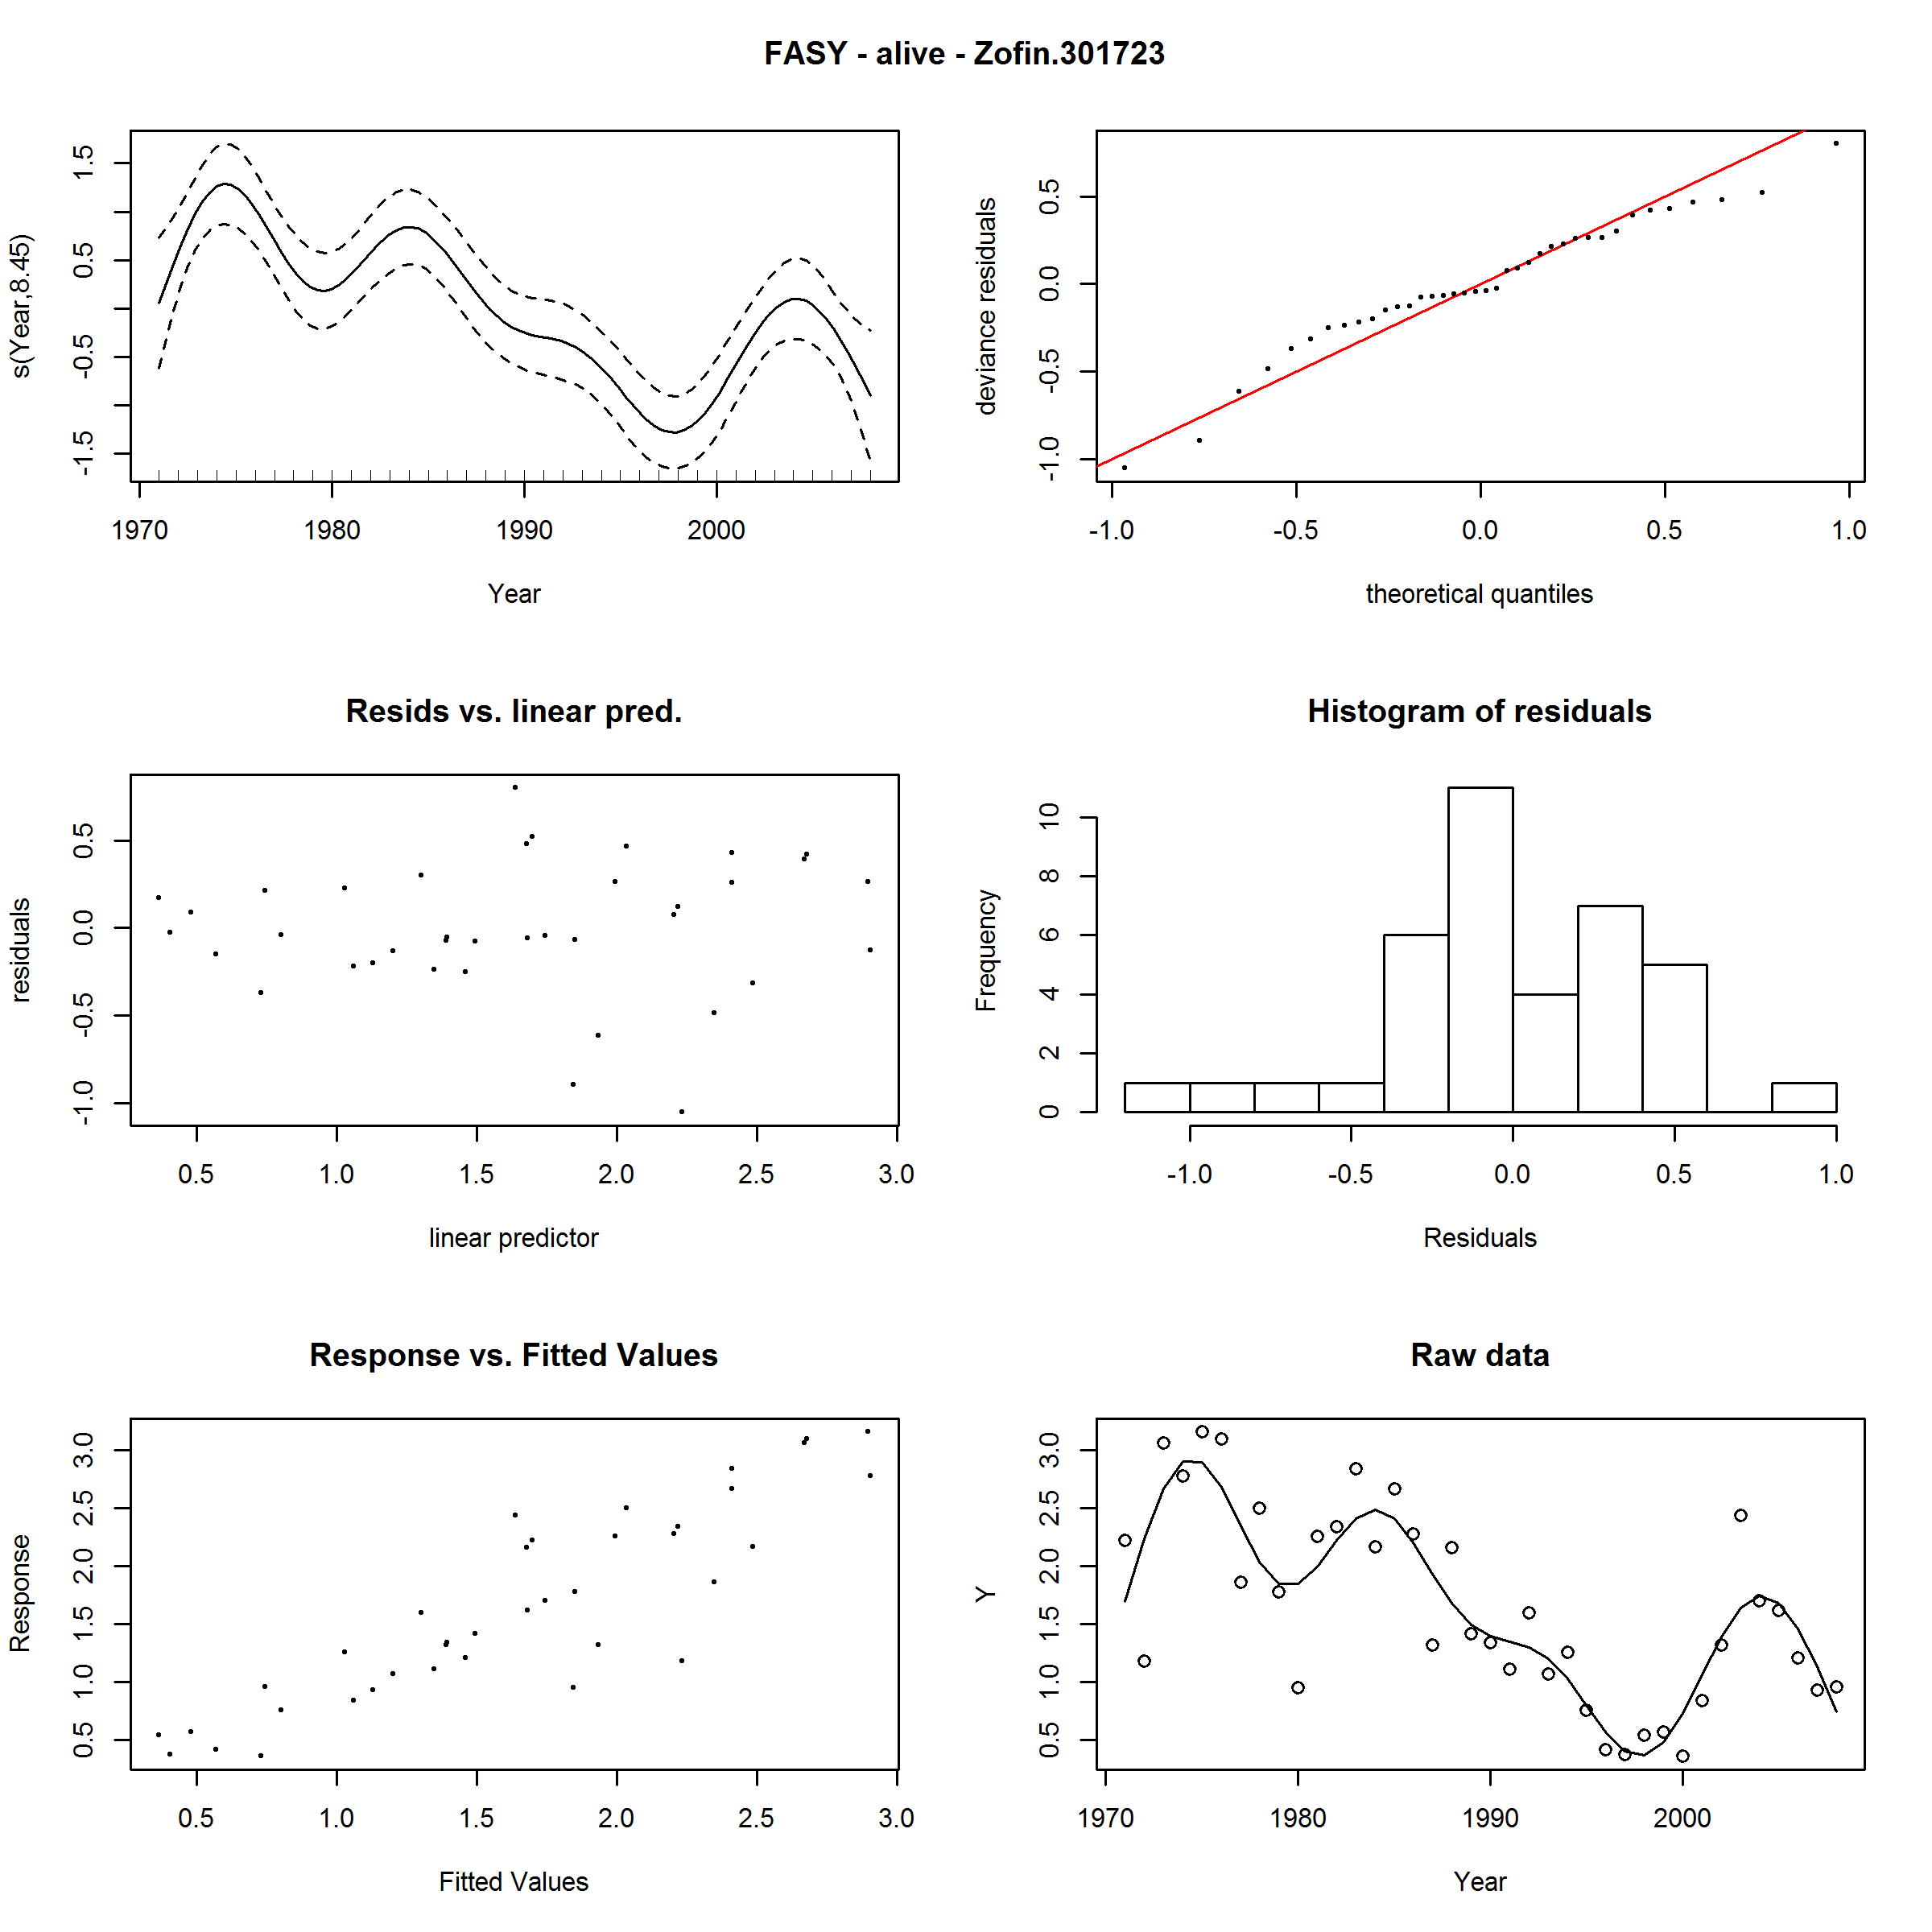 FASY - alive - Zofin.301723
s(Year,8.45)
1.5
0.5
-0.5
-1.5
1970 1980 1990 2000
Year
deviance residuals
0.5
0.0
-0.5
-1.0
-1.0 -0.5 0.0 0.5 1.0
theoretical quantiles
Resids vs. linear pred.
residuals
0.5
0.0
-0.5
-1.0
0.5 1.0 1.5 2.0 2.5 3.0
linear predictor
Histogram of residuals
Frequency
10
8
6
4
2
0
-1.0 -0.5 0.0 0.5 1.0
Residuals
Response vs. Fitted Values
Response
3.0
2.5
2.0
1.5
1.0
0.5
0.5 1.0 1.5 2.0 2.5 3.0
Fitted Values
Raw data
Y
3.0
2.5
2.0
1.5
1.0
0.5
1970 1980 1990 2000
Year